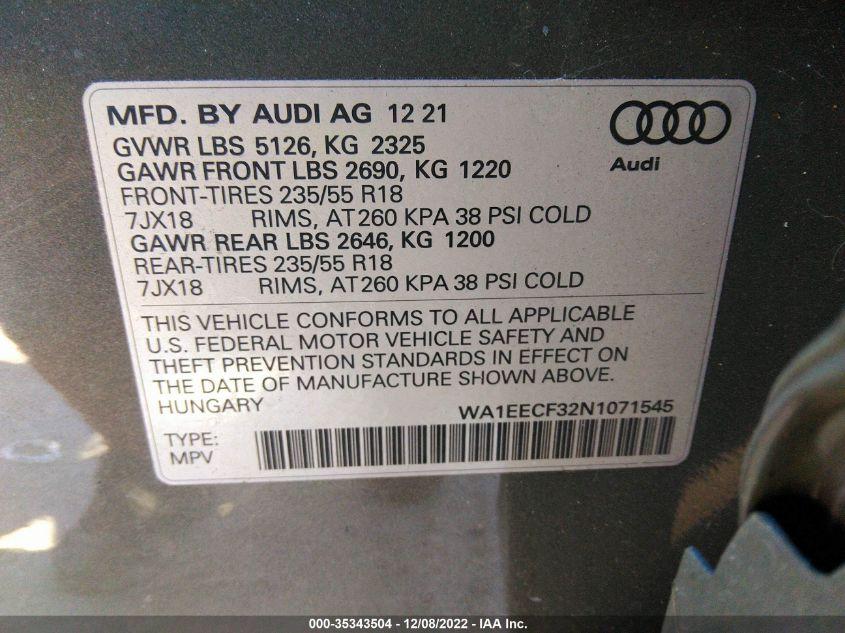 MFD. BY AUDI AG 12 21
GVWR LBS 5126, KG 2325
GAWR FRONT LBS 2690, KG 1220
FRONT-TIRES 235/55 R18
7JX18 RIMS, AT 260 KPA 38 PSI COLD
GAWR REAR LBS 2646, KG 1200
REAR-TIRES 235/55 R18
7JX18 RIMS, AT 260 KPA 38 PSI COLD
Audi
THIS VEHICLE CONFORMS TO ALL APPLICABLE
U.S. FEDERAL MOTOR VEHICLE SAFETY AND
THEFT PREVENTION STANDARDS IN EFFECT ON
THE DATE OF MANUFACTURE SHOWN ABOVE.
HUNGARY WA1EECF32N1071545
TYPE:
MPV
000-35343504 - 12/08/2022 - IAA Inc.